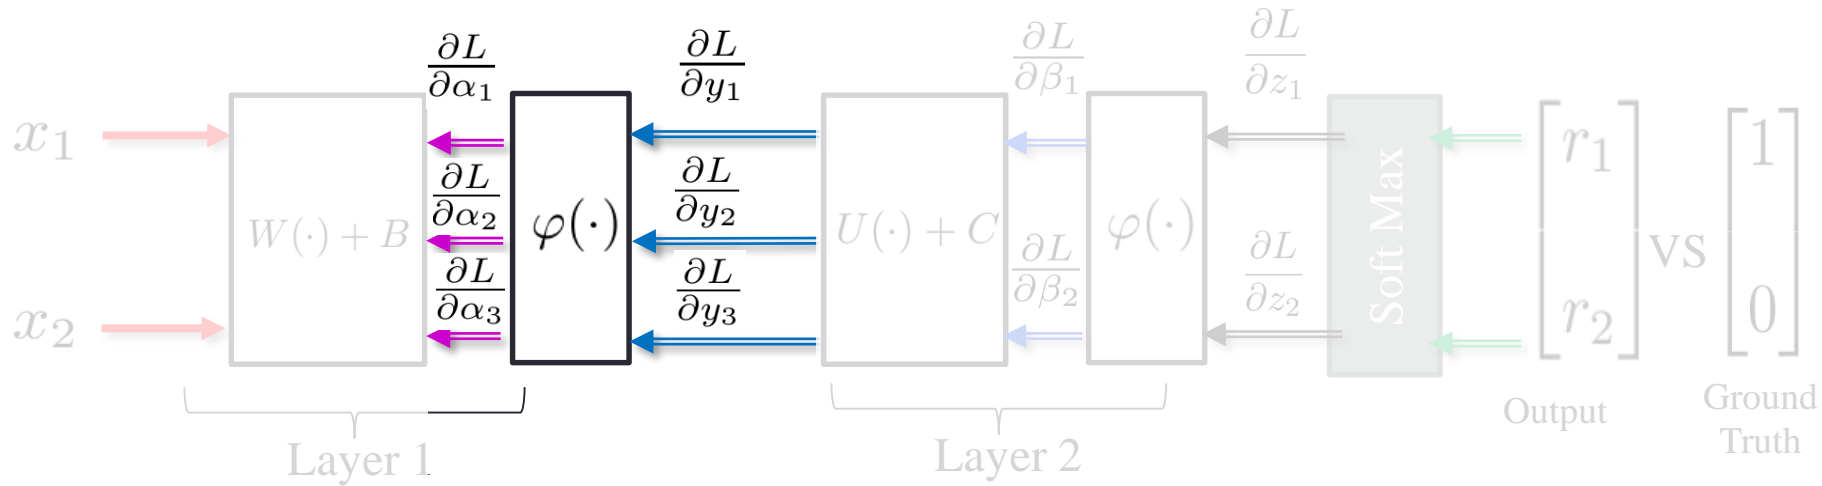 x₁
x₂
W(·) + B
∂L/∂α₁
∂L/∂α₂
∂L/∂α₃
φ(·)
∂L/∂y₁
∂L/∂y₂
∂L/∂y₃
U(·) + C
∂L/∂β₁
∂L/∂β₂
φ(·)
∂L/∂z₁
∂L/∂z₂
Soft Max
r₁
r₂
VS
1
0
Output
Ground
Truth
Layer 1
Layer 2